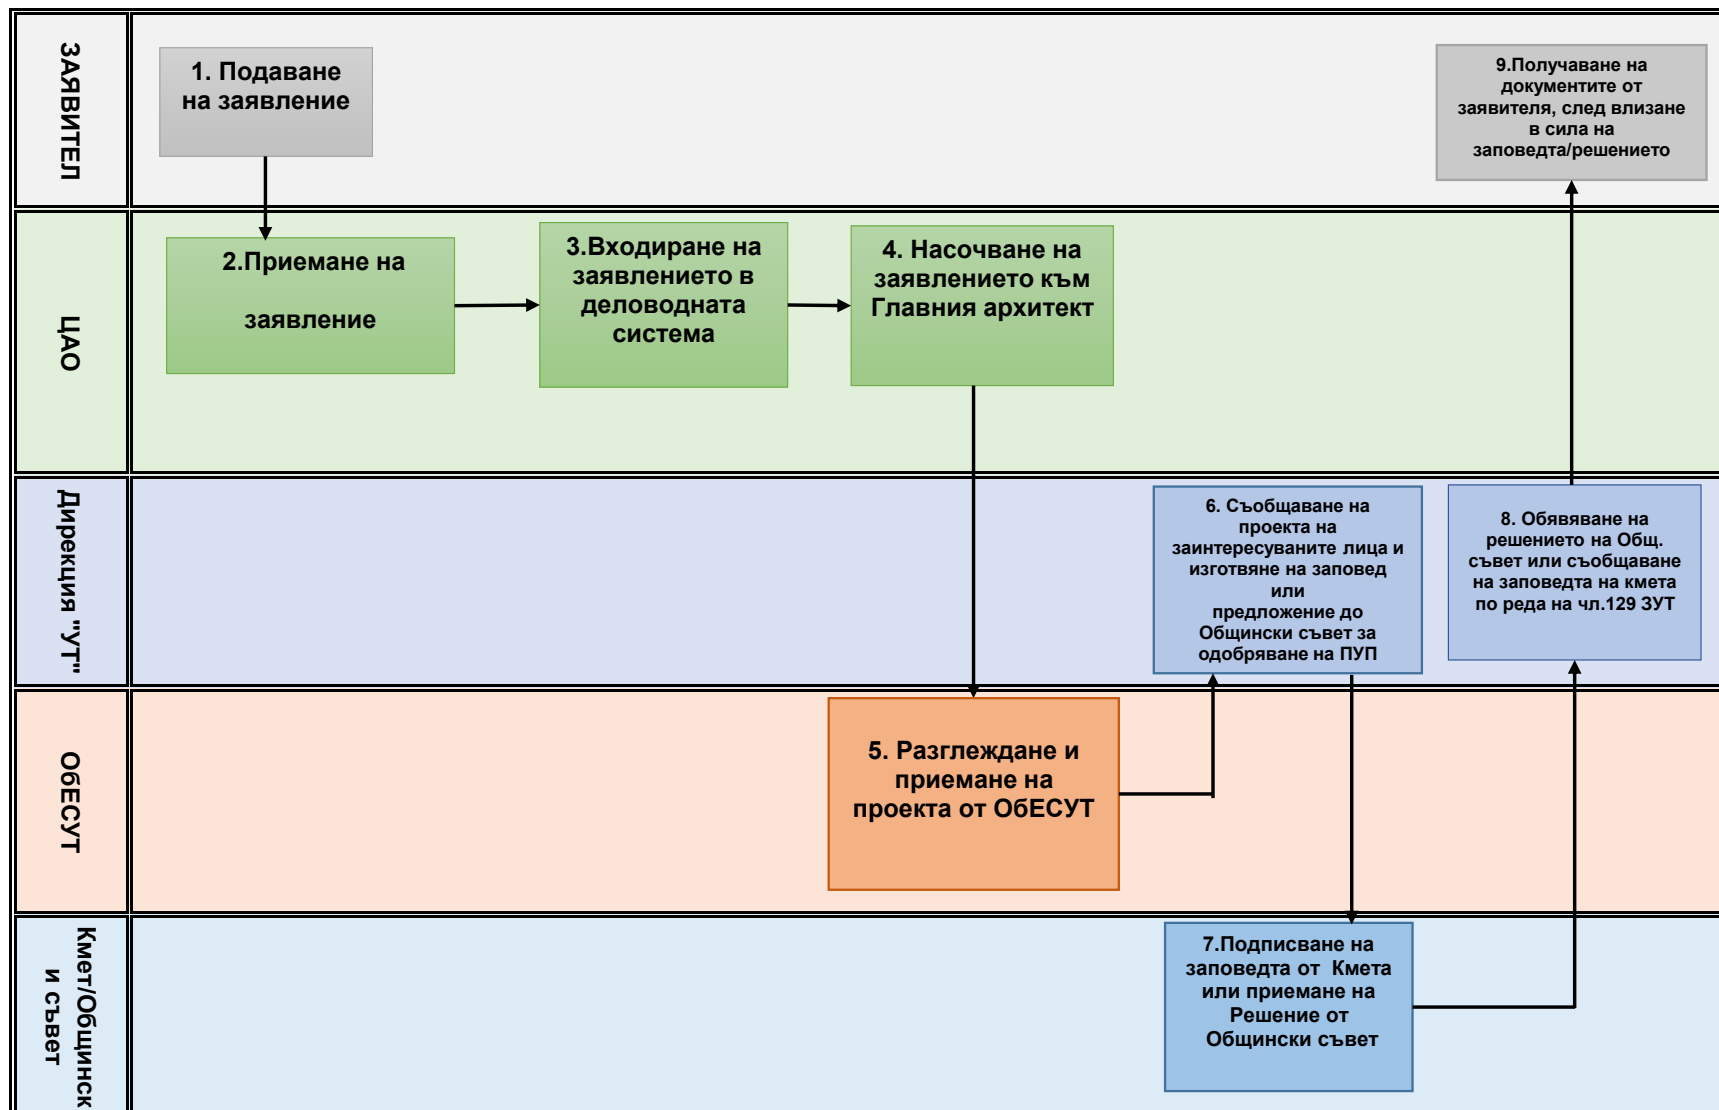 ЗАЯВИТЕЛ
1. Подаване
на заявление
9.Получаване на
документите от
заявителя, след влизане
в сила на
заповедта/решението
ЦАО
2.Приемане на
заявление
3.Входиране на
заявлението в
деловодната
система
4. Насочване на
заявлението към
Главния архитект
Дирекция "УТ"
6. Съобщаване на
проекта на
заинтересуваните лица и
изготвяне на заповед
или
предложение до
Общински съвет за
одобряване на ПУП
8. Обявяване на
решението на Общ.
съвет или съобщаване
на заповедта на кмета
по реда на чл.129 ЗУТ
ОбЕСУТ
5. Разглеждане и
приемане на
проекта от ОбЕСУТ
Кмет/Общинск
и съвет
7.Подписване на
заповедта от Кмета
или приемане на
Решение от
Общински съвет